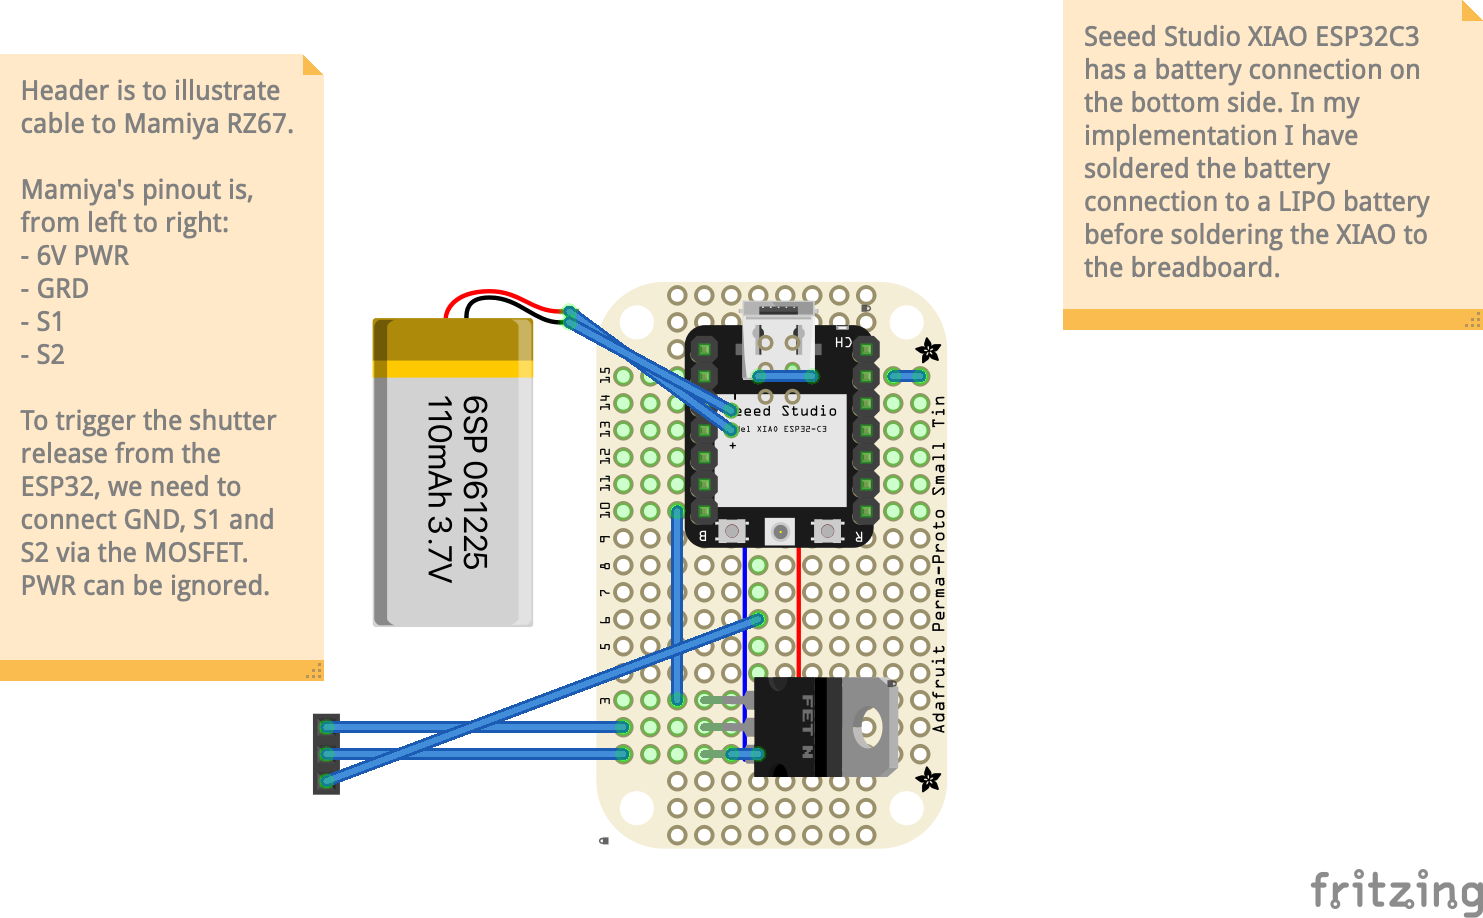 Header is to illustrate
cable to Mamiya RZ67.
Mamiya's pinout is,
from left to right:
- 6V PWR
- GRD
- S1
- S2
To trigger the shutter
release from the
ESP32, we need to
connect GND, S1 and
S2 via the MOSFET.
PWR can be ignored.
Seeed Studio XIAO ESP32C3
has a battery connection on
the bottom side. In my
implementation I have
soldered the battery
connection to a LIPO battery
before soldering the XIAO to
the breadboard.
6SP 061225
110mAh 3.7V
CH
eeed Studio
XIAO ESP32-C3
+
B
R
15
14
13
12
11
10
9
8
7
6
5
3
FET N
Adafruit Perma-Proto Small Tin
fritzing